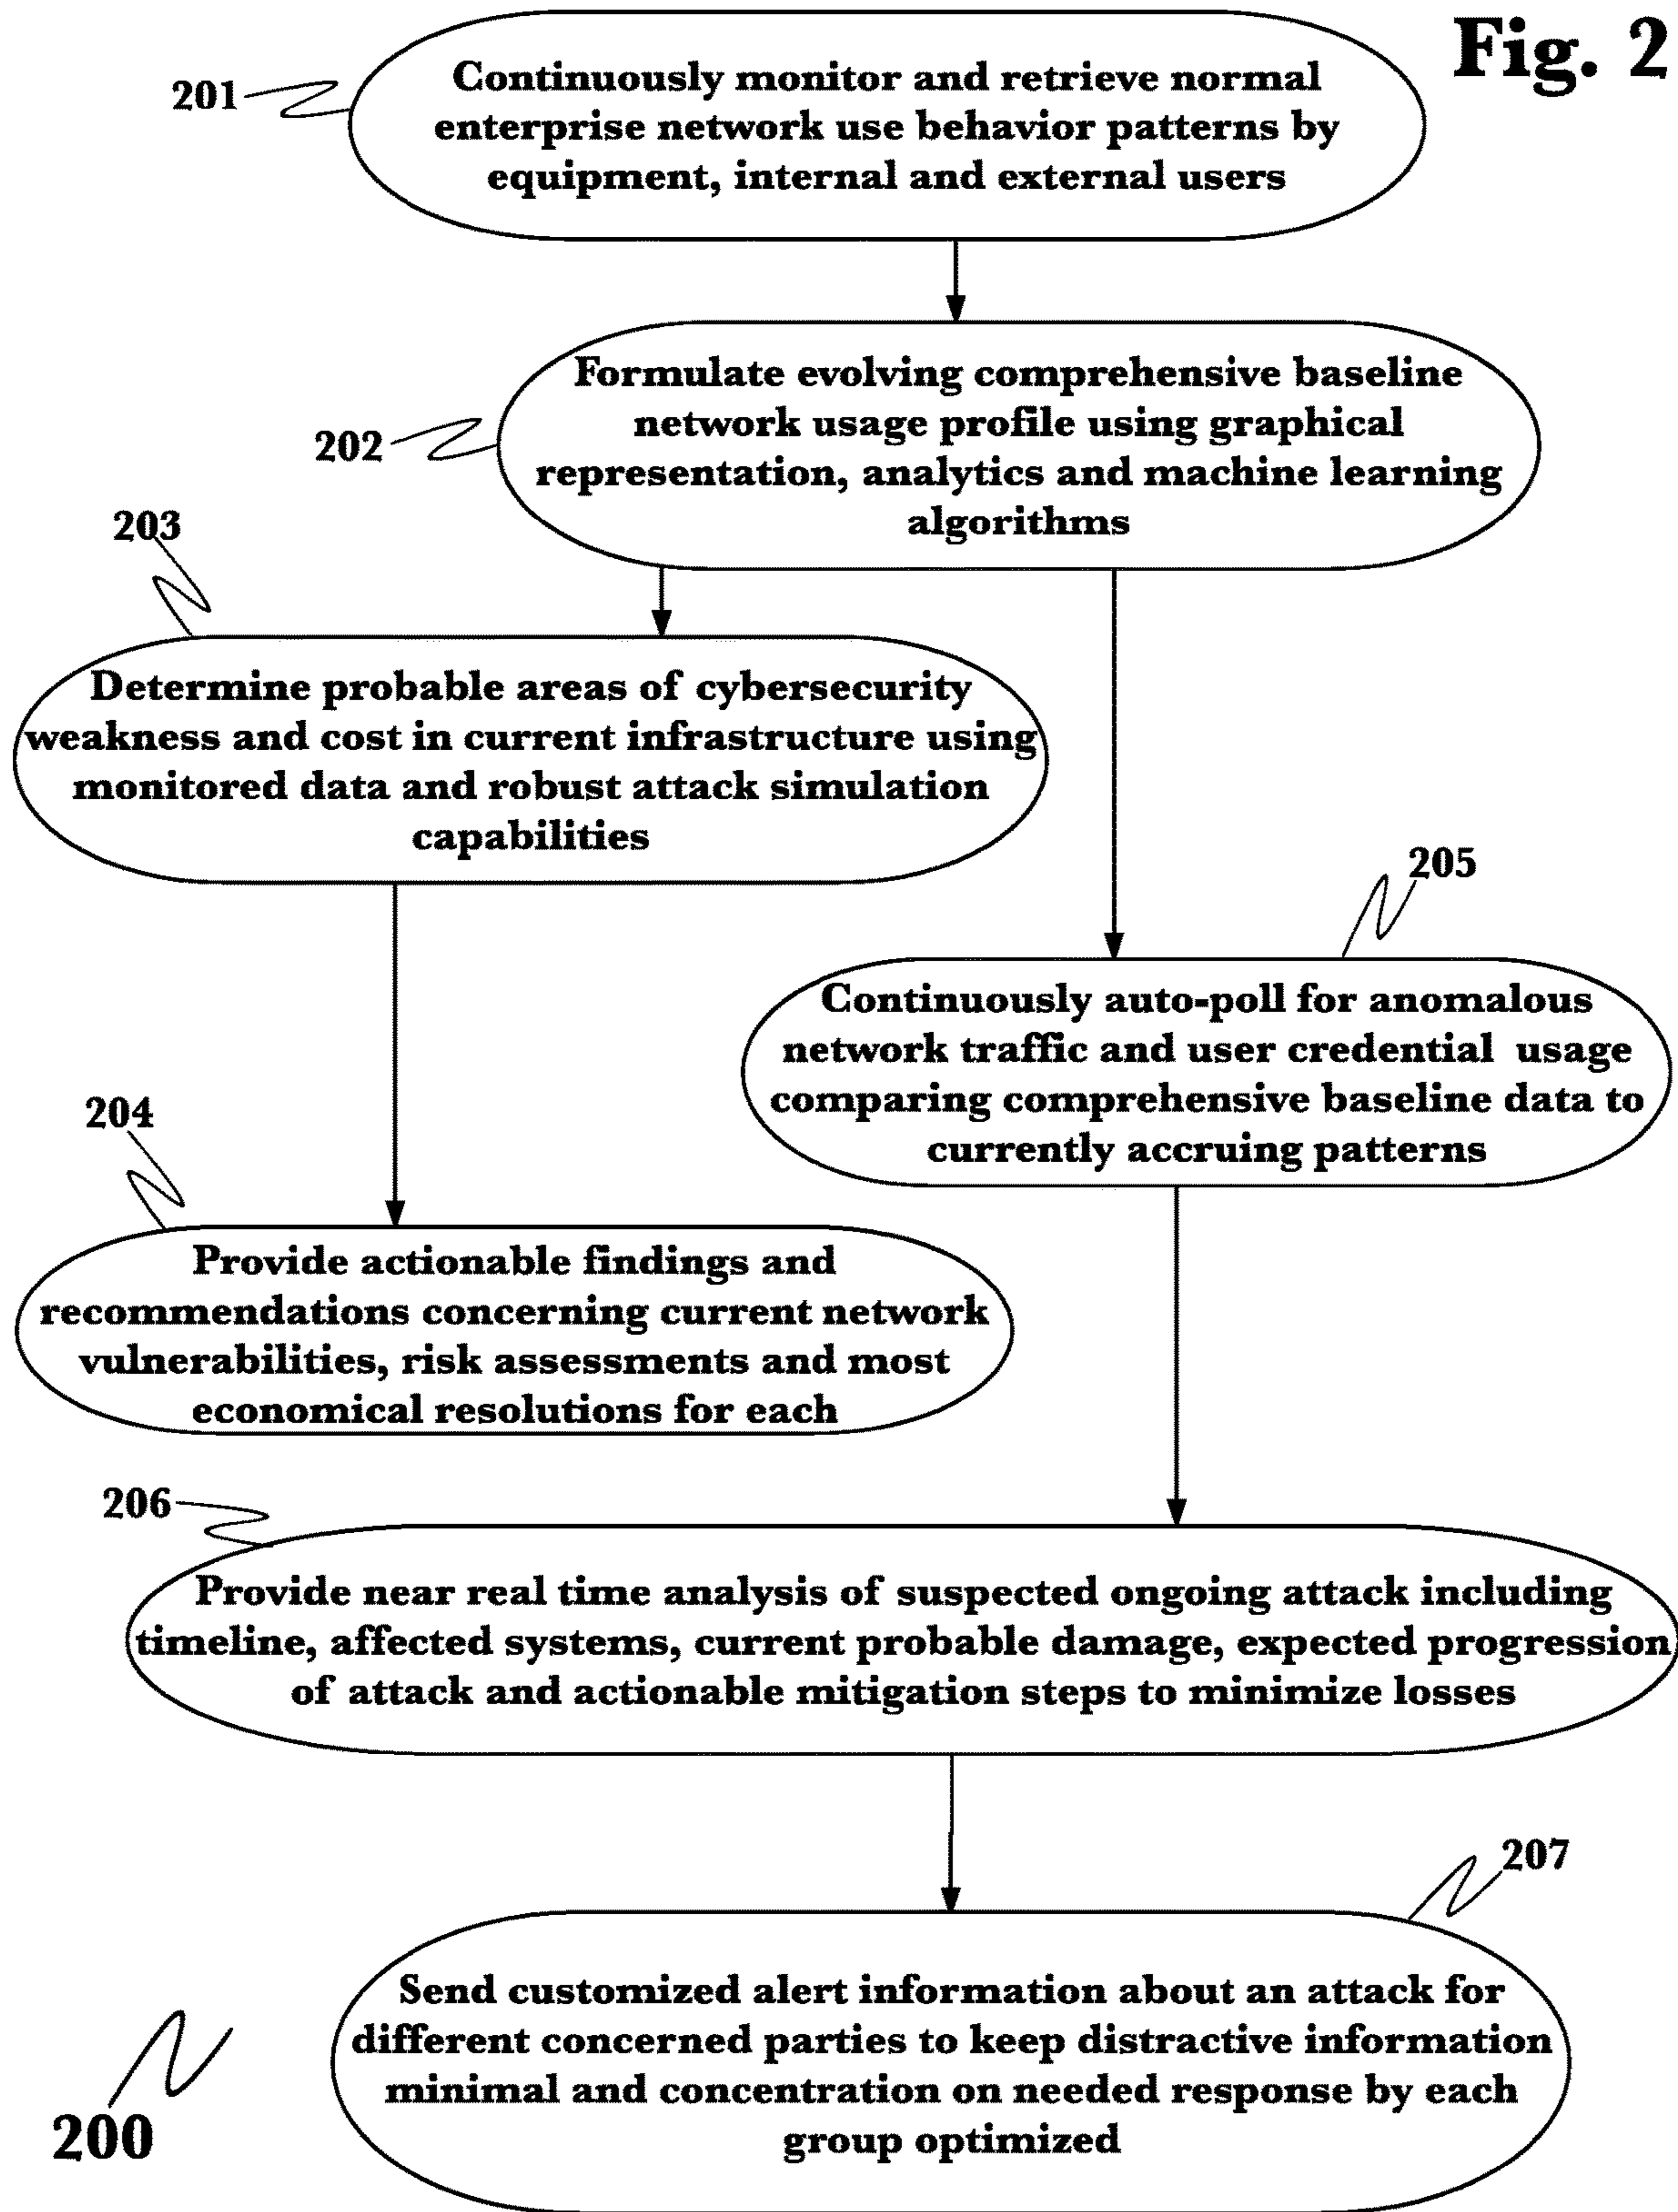 Fig. 2
201
Continuously monitor and retrieve normal
enterprise network use behavior patterns by
equipment, internal and external users
202
Formulate evolving comprehensive baseline
network usage profile using graphical
representation, analytics and machine learning
algorithms
203
Determine probable areas of cybersecurity
weakness and cost in current infrastructure using
monitored data and robust attack simulation
capabilities
205
Continuously auto-poll for anomalous
network traffic and user credential usage
comparing comprehensive baseline data to
currently accruing patterns
204
Provide actionable findings and
recommendations concerning current network
vulnerabilities, risk assessments and most
economical resolutions for each
206
Provide near real time analysis of suspected ongoing attack including
timeline, affected systems, current probable damage, expected progression
of attack and actionable mitigation steps to minimize losses
207
Send customized alert information about an attack for
different concerned parties to keep distractive information
minimal and concentration on needed response by each
group optimized
200